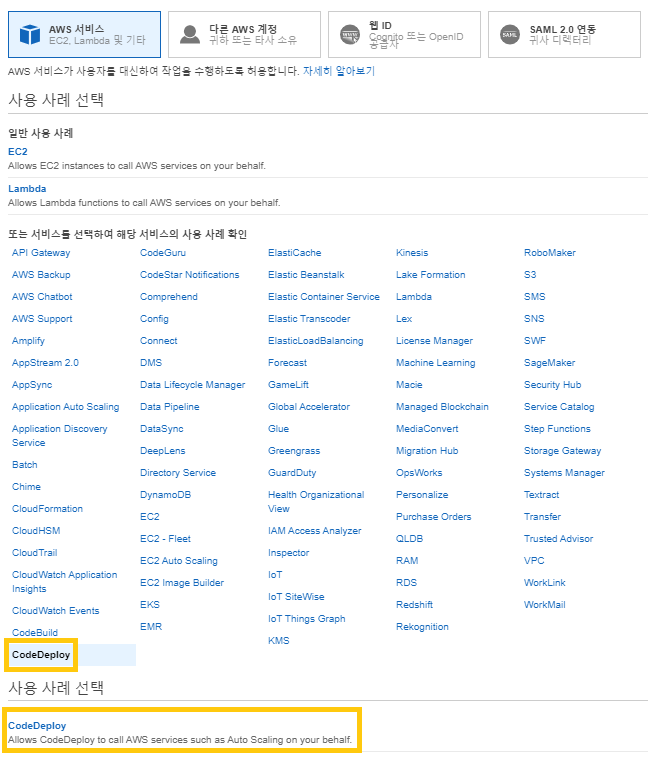 AWS 서비스
EC2, Lambda 및 기타
다른 AWS 계정
귀하 또는 타사 소유
웹 ID
Cognito 또는 OpenID
공급자
SAML 2.0 연동
귀사 디렉터리
AWS 서비스가 사용자를 대신하여 작업을 수행하도록 허용합니다. 자세히 알아보기
사용 사례 선택
일반 사용 사례
EC2
Allows EC2 instances to call AWS services on your behalf.
Lambda
Allows Lambda functions to call AWS services on your behalf.
또는 서비스를 선택하여 해당 서비스의 사용 사례 확인
API Gateway
AWS Backup
AWS Chatbot
AWS Support
Amplify
AppStream 2.0
AppSync
Application Auto Scaling
Application Discovery
Service
Batch
Chime
CloudFormation
CloudHSM
CloudTrail
CloudWatch Application
Insights
CloudWatch Events
CodeBuild
CodeDeploy
CodeGuru
CodeStar Notifications
Comprehend
Config
Connect
DMS
Data Lifecycle Manager
Data Pipeline
DataSync
DeepLens
Directory Service
DynamoDB
EC2
EC2 - Fleet
EC2 Auto Scaling
EC2 Image Builder
EKS
EMR
ElastiCache
Elastic Beanstalk
Elastic Container Service
Elastic Transcoder
ElasticLoadBalancing
Forecast
GameLift
Global Accelerator
Glue
Greengrass
GuardDuty
Health Organizational
View
IAM Access Analyzer
Inspector
IoT
IoT SiteWise
IoT Things Graph
KMS
Kinesis
Lake Formation
Lambda
Lex
License Manager
Machine Learning
Macie
Managed Blockchain
MediaConvert
Migration Hub
OpsWorks
Personalize
Purchase Orders
QLDB
RAM
RDS
Redshift
Rekognition
RoboMaker
S3
SMS
SNS
SWF
SageMaker
Security Hub
Service Catalog
Step Functions
Storage Gateway
Systems Manager
Textract
Transfer
Trusted Advisor
VPC
WorkLink
WorkMail
사용 사례 선택
CodeDeploy
Allows CodeDeploy to call AWS services such as Auto Scaling on your behalf.